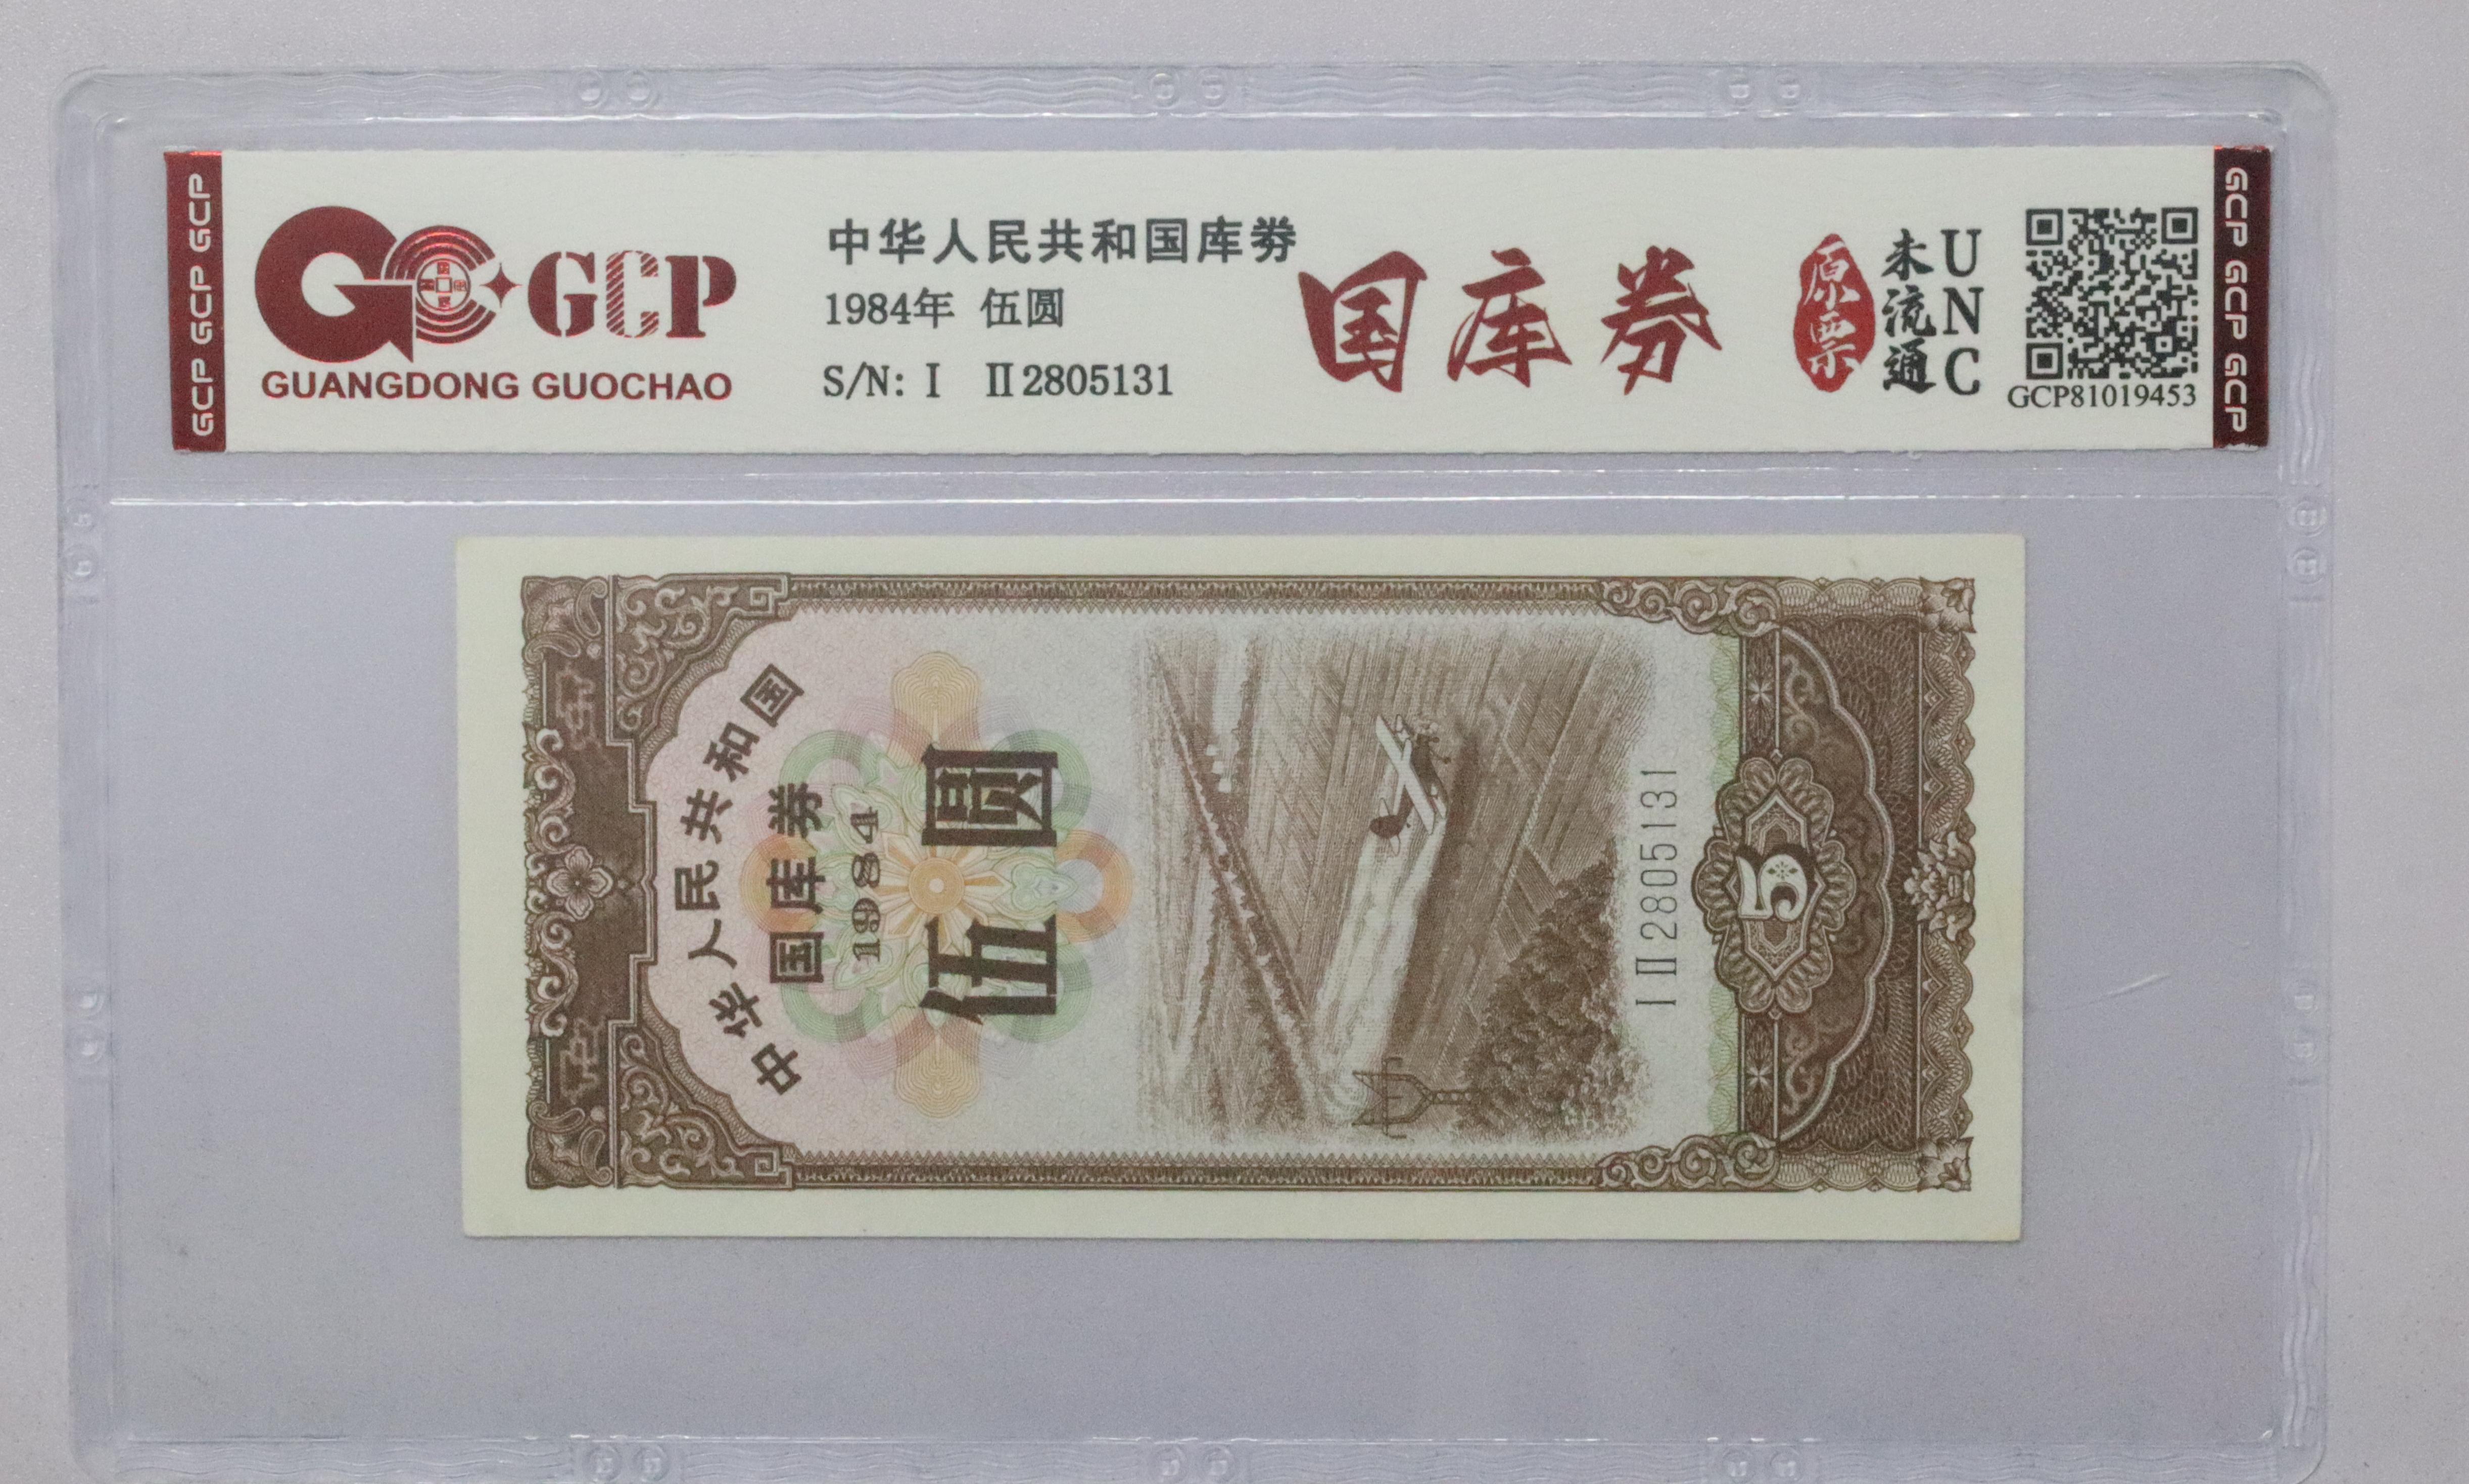 GCP GCP GCP
GCP
GUANGDONG GUOCHAO
中华人民共和国库券
1984年 伍圆
S/N: I II2805131
国库券
原票
未流通
UNC
GCP81019453
GCP GCP GCP
中华人民共和国
国库券
1984
伍圆
I II 2805131
5